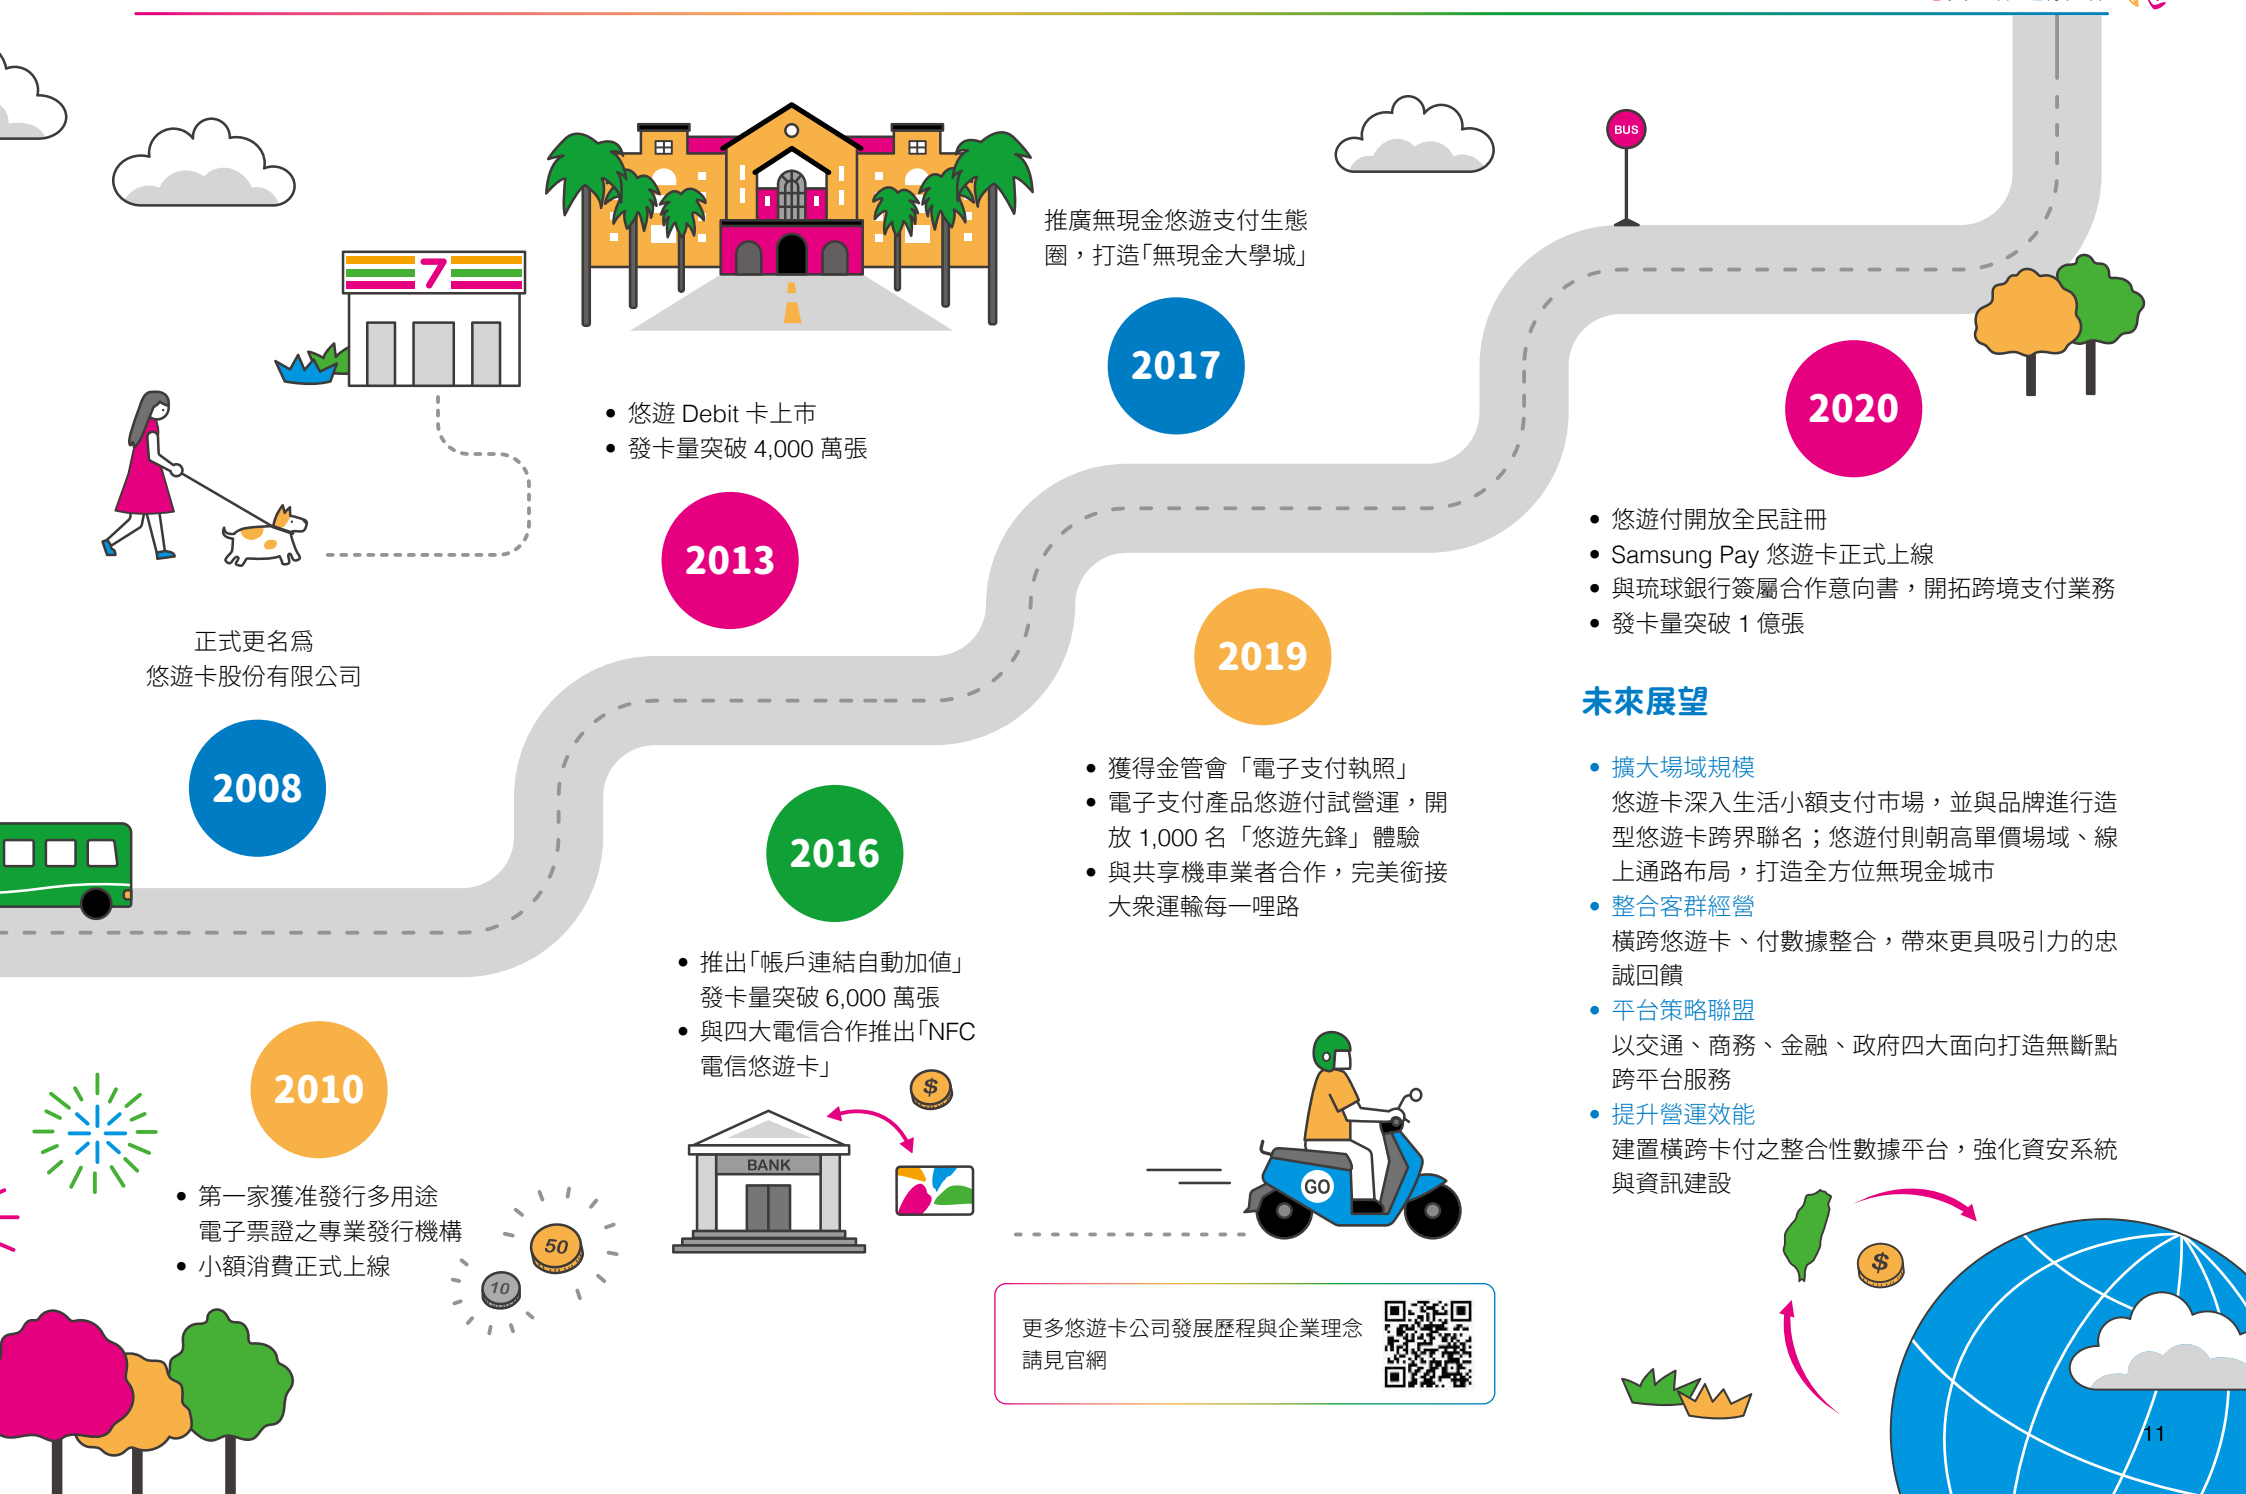 BUS
7
推廣無現金悠遊支付生態
圈，打造「無現金大學城」
2017
2020
• 悠遊 Debit 卡上市
• 發卡量突破 4,000 萬張
2013
• 悠遊付開放全民註冊
• Samsung Pay 悠遊卡正式上線
• 與琉球銀行簽屬合作意向書，開拓跨境支付業務
• 發卡量突破 1 億張
正式更名爲
悠遊卡股份有限公司
2008
2019
• 獲得金管會「電子支付執照」
• 電子支付產品悠遊付試營運，開
放 1,000 名「悠遊先鋒」體驗
• 與共享機車業者合作，完美銜接
大衆運輸每一哩路
2016
• 推出「帳戶連結自動加値」
發卡量突破 6,000 萬張
• 與四大電信合作推出「NFC
電信悠遊卡」
$
BANK
2010
• 第一家獲准發行多用途
電子票證之專業發行機構
• 小額消費正式上線
50
10
GO
未來展望
• 擴大場域規模
悠遊卡深入生活小額支付市場，並與品牌進行造
型悠遊卡跨界聯名；悠遊付則朝高單價場域、線
上通路布局，打造全方位無現金城市
• 整合客群經營
橫跨悠遊卡、付數據整合，帶來更具吸引力的忠
誠回饋
• 平台策略聯盟
以交通、商務、金融、政府四大面向打造無斷點
跨平台服務
• 提升營運效能
建置橫跨卡付之整合性數據平台，強化資安系統
與資訊建設
$
更多悠遊卡公司發展歷程與企業理念
請見官網
11